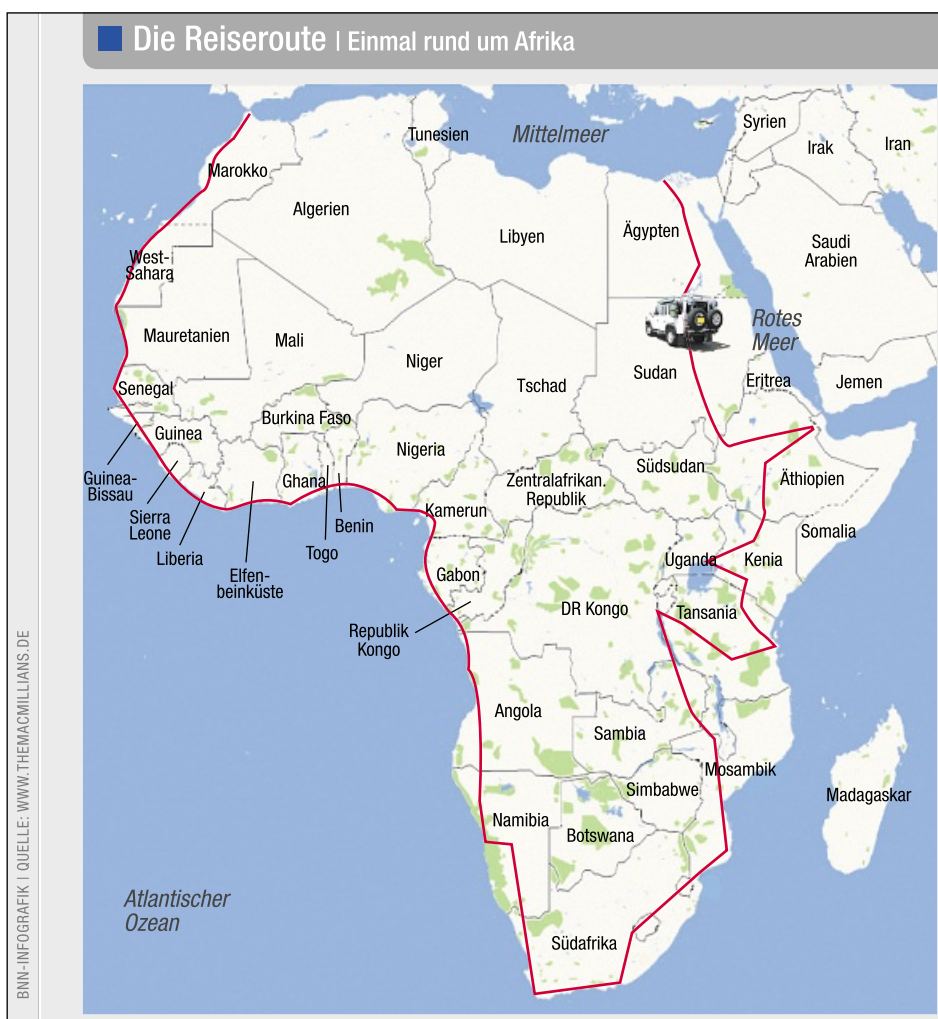 Die Reiseroute | Einmal rund um Afrika
Tunesien
Mittelmeer
Syrien
Irak
Iran
Marokko
Algerien
Libyen
Ägypten
Saudi
Arabien
West-
Sahara
Rotes
Meer
Mauretanien
Mali
Niger
Tschad
Sudan
Eritrea
Jemen
Senegal
Burkina Faso
Guinea
Nigeria
Südsudan
Äthiopien
Guinea-
Bissau
Ghana
Zentralafrikan.
Republik
Sierra
Leone
Benin
Kamerun
Somalia
Liberia
Togo
Uganda
Kenia
Elfen-
beinküste
Gabon
DR Kongo
Tansania
Republik
Kongo
Angola
Sambia
Mosambik
Simbabwe
Madagaskar
Namibia
Botswana
Atlantischer
Ozean
Südafrika
BNN-INFOGRAFIK | QUELLE: WWW.THEMACMILLIANS.DE